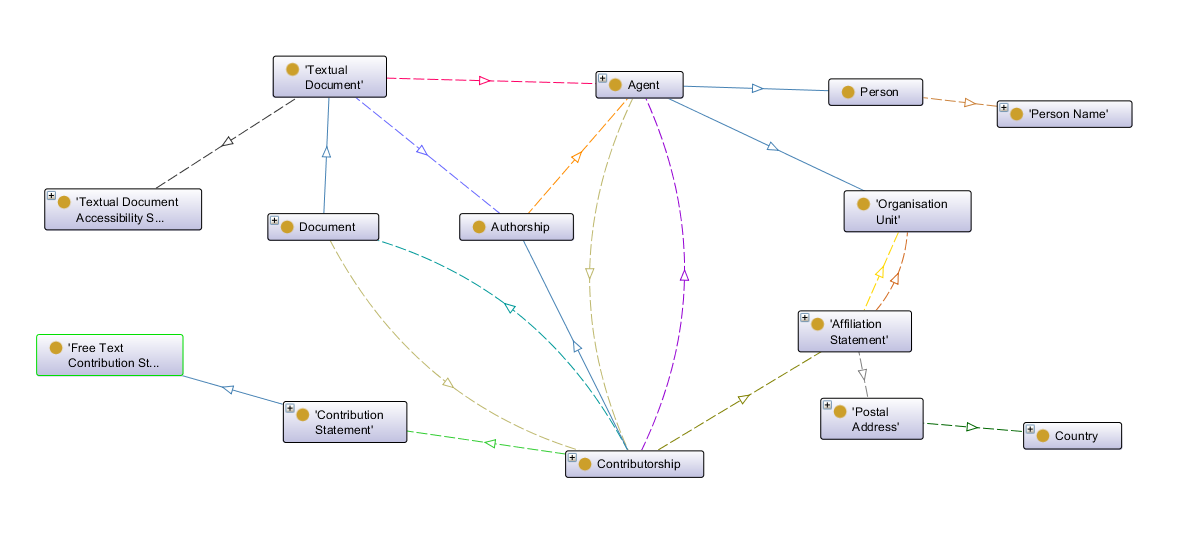 'Textual
Document'
Agent
Person
'Person Name'
'Textual Document
Accessibility S...
Document
Authorship
'Organisation
Unit'
'Affiliation
Statement'
'Free Text
Contribution St...
'Contribution
Statement'
'Postal
Address'
Country
Contributorship